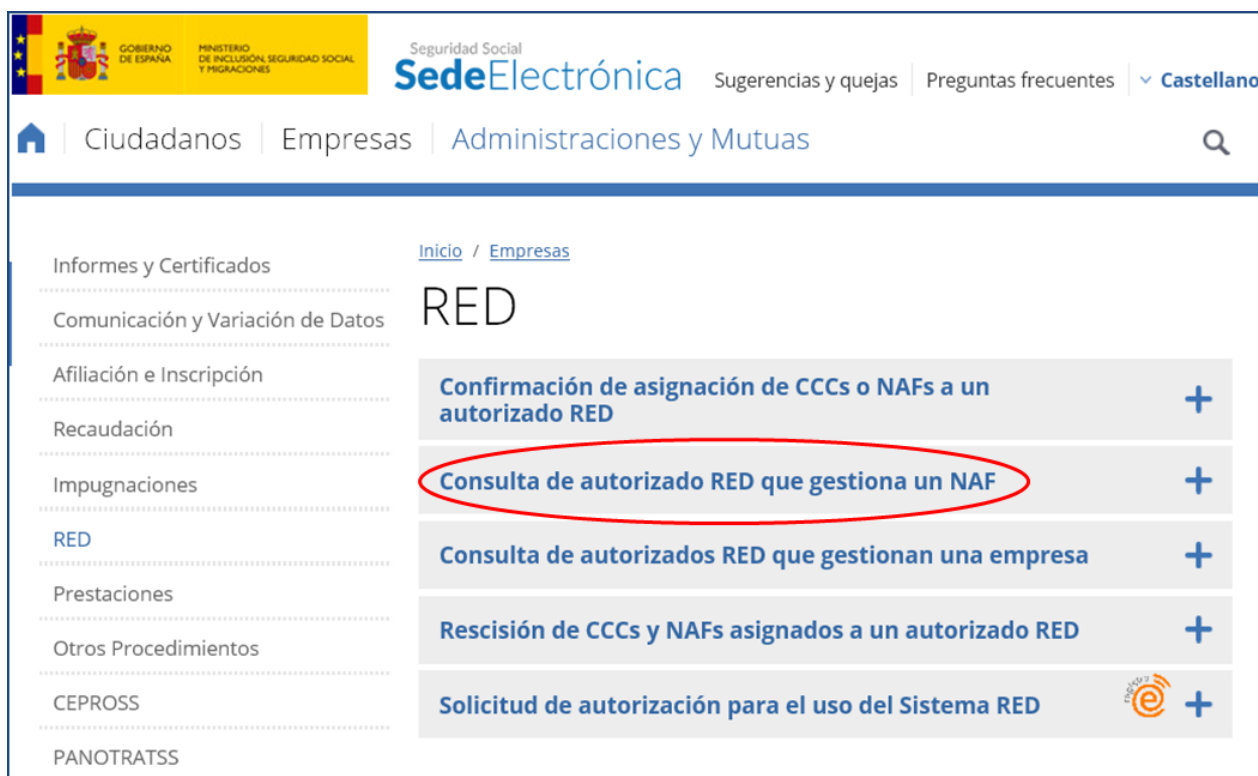 GOBIERNO
DE ESPAÑA
MINISTERIO
DE INCLUSIÓN, SEGURIDAD SOCIAL
Y MIGRACIONES
Seguridad Social
SedeElectrónica
Sugerencias y quejas
Preguntas frecuentes
Castellano
Ciudadanos
Empresas
Administraciones y Mutuas
Informes y Certificados
Comunicación y Variación de Datos
Afiliación e Inscripción
Recaudación
Impugnaciones
RED
Prestaciones
Otros Procedimientos
CEPROSS
PANOTRATSS
Inicio / Empresas
RED
Confirmación de asignación de CCCs o NAFs a un
autorizado RED
Consulta de autorizado RED que gestiona un NAF
Consulta de autorizados RED que gestionan una empresa
Rescisión de CCCs y NAFs asignados a un autorizado RED
Solicitud de autorización para el uso del Sistema RED
registro
e